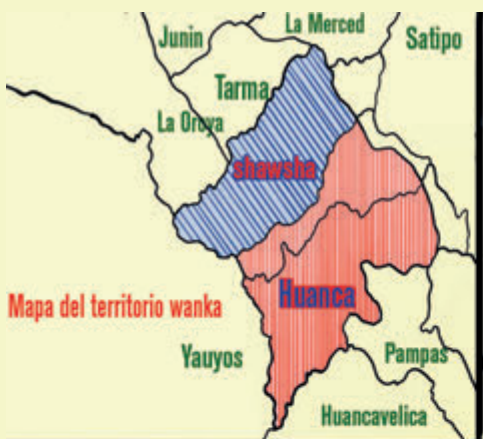 La Merced
Junin
Satipo
Tarma
La Oroya
shawsha
Huanca
Mapa del territorio wanka
Yauyos
Pampas
Huancavelica